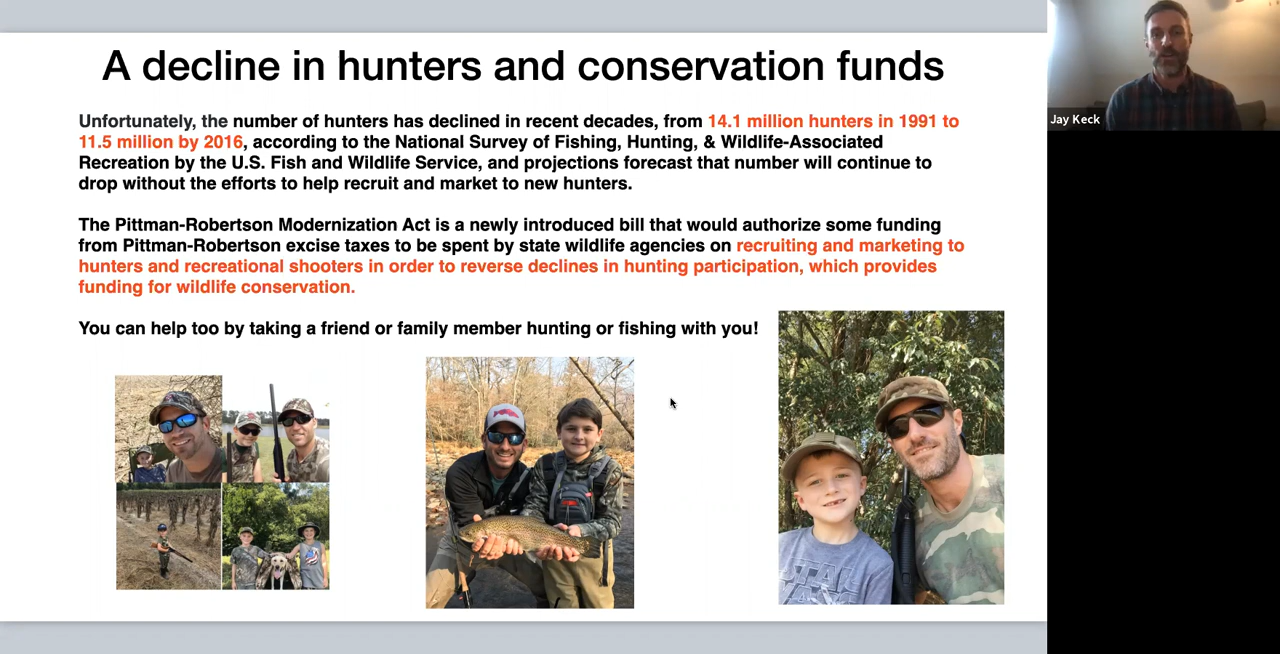 A decline in hunters and conservation funds
Unfortunately, the number of hunters has declined in recent decades, from 14.1 million hunters in 1991 to
11.5 million by 2016, according to the National Survey of Fishing, Hunting, & Wildlife-Associated
Recreation by the U.S. Fish and Wildlife Service, and projections forecast that number will continue to
drop without the efforts to help recruit and market to new hunters.
The Pittman-Robertson Modernization Act is a newly introduced bill that would authorize some funding
from Pittman-Robertson excise taxes to be spent by state wildlife agencies on recruiting and marketing to
hunters and recreational shooters in order to reverse declines in hunting participation, which provides
funding for wildlife conservation.
You can help too by taking a friend or family member hunting or fishing with you!
Jay Keck